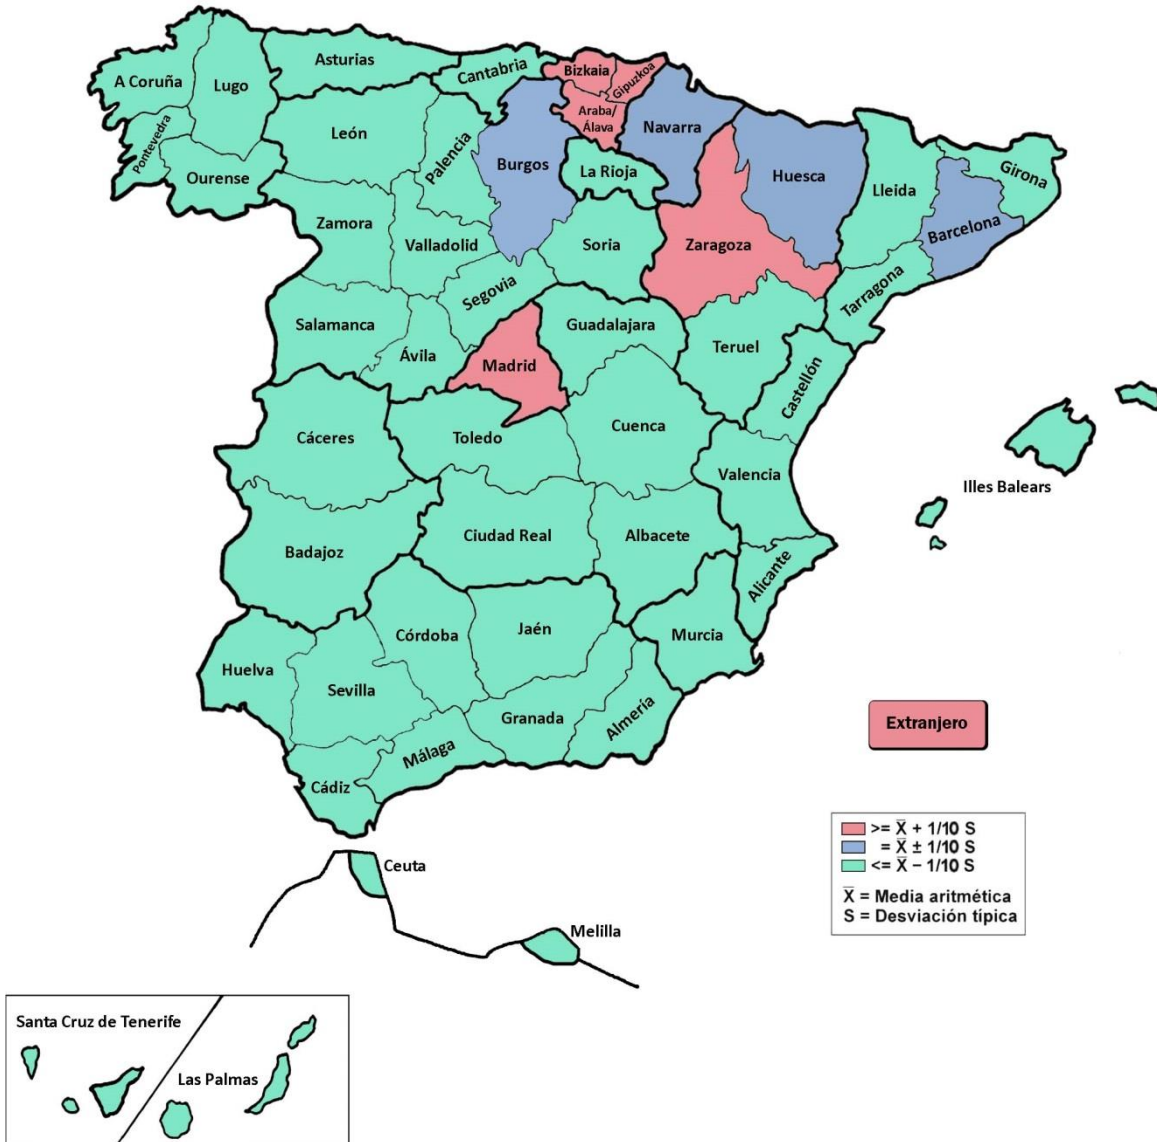 Asturias
Cantabria
Bizkaia
Gipuzkoa
A Coruña
Lugo
Araba/
Álava
Navarra
León
Palencia
Pontevedra
Burgos
La Rioja
Huesca
Girona
Ourense
Lleida
Zamora
Barcelona
Valladolid
Soria
Zaragoza
Segovia
Tarragona
Salamanca
Guadalajara
Ávila
Madrid
Teruel
Castellón
Cáceres
Toledo
Cuenca
Valencia
Illes Balears
Ciudad Real
Albacete
Badajoz
Alicante
Córdoba
Jaén
Murcia
Huelva
Sevilla
Granada
Almería
Málaga
Cádiz
Extranjero
>= X̅ + 1/10 S
= X̅ ± 1/10 S
<= X̅ − 1/10 S
X̅ = Media aritmética
S = Desviación típica
Ceuta
Melilla
Santa Cruz de Tenerife
Las Palmas